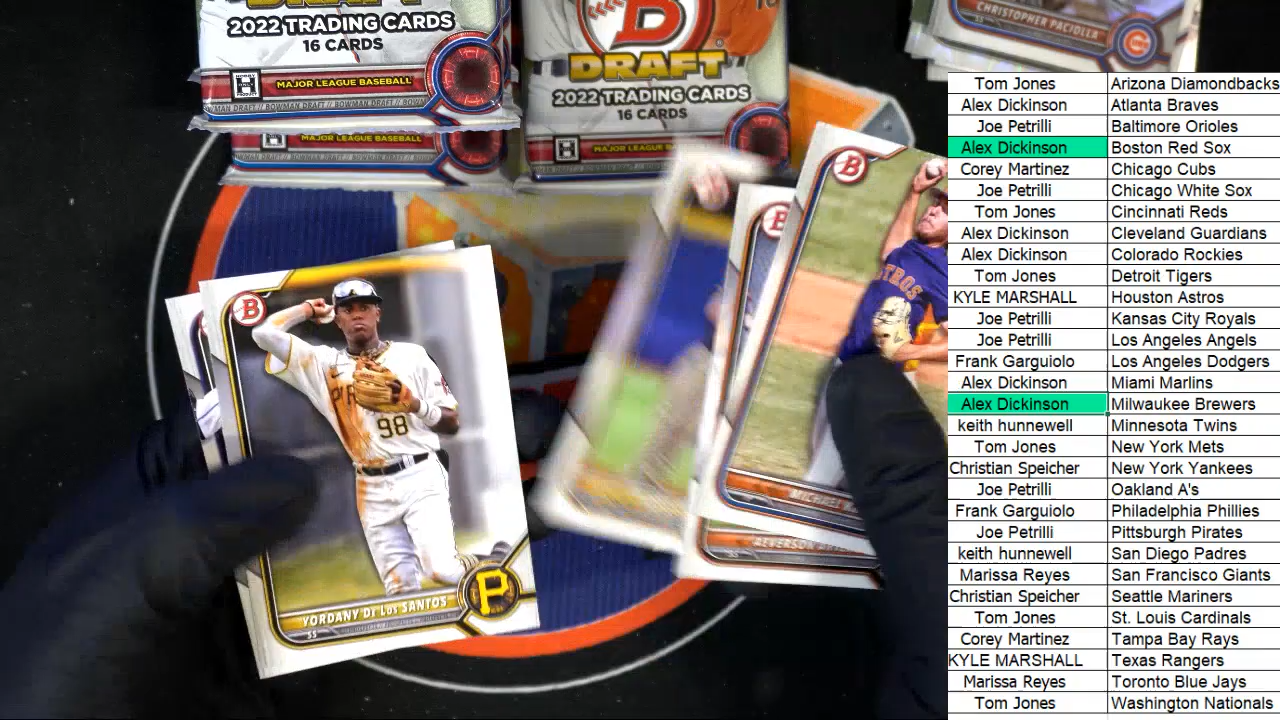 DRAFT
2022 TRADING CARDS
16 CARDS
MAJOR LEAGUE BASEBALL
MAJOR LEAGUE BASEBALL
B
DRAFT
2022 TRADING CARDS
16 CARDS
CHRISTOPHER PACIOLLA
SS
B
98
YORDANY DE LOS SANTOS
SS
P
B
B
MICHAEL
SS
Tom Jones Arizona Diamondbacks
Alex Dickinson Atlanta Braves
Joe Petrilli Baltimore Orioles
Alex Dickinson Boston Red Sox
Corey Martinez Chicago Cubs
Joe Petrilli Chicago White Sox
Tom Jones Cincinnati Reds
Alex Dickinson Cleveland Guardians
Alex Dickinson Colorado Rockies
Tom Jones Detroit Tigers
KYLE MARSHALL Houston Astros
Joe Petrilli Kansas City Royals
Joe Petrilli Los Angeles Angels
Frank Garguiolo Los Angeles Dodgers
Alex Dickinson Miami Marlins
Alex Dickinson Milwaukee Brewers
keith hunnewell Minnesota Twins
Tom Jones New York Mets
Christian Speicher New York Yankees
Joe Petrilli Oakland A's
Frank Garguiolo Philadelphia Phillies
Joe Petrilli Pittsburgh Pirates
keith hunnewell San Diego Padres
Marissa Reyes San Francisco Giants
Christian Speicher Seattle Mariners
Tom Jones St. Louis Cardinals
Corey Martinez Tampa Bay Rays
KYLE MARSHALL Texas Rangers
Marissa Reyes Toronto Blue Jays
Tom Jones Washington Nationals